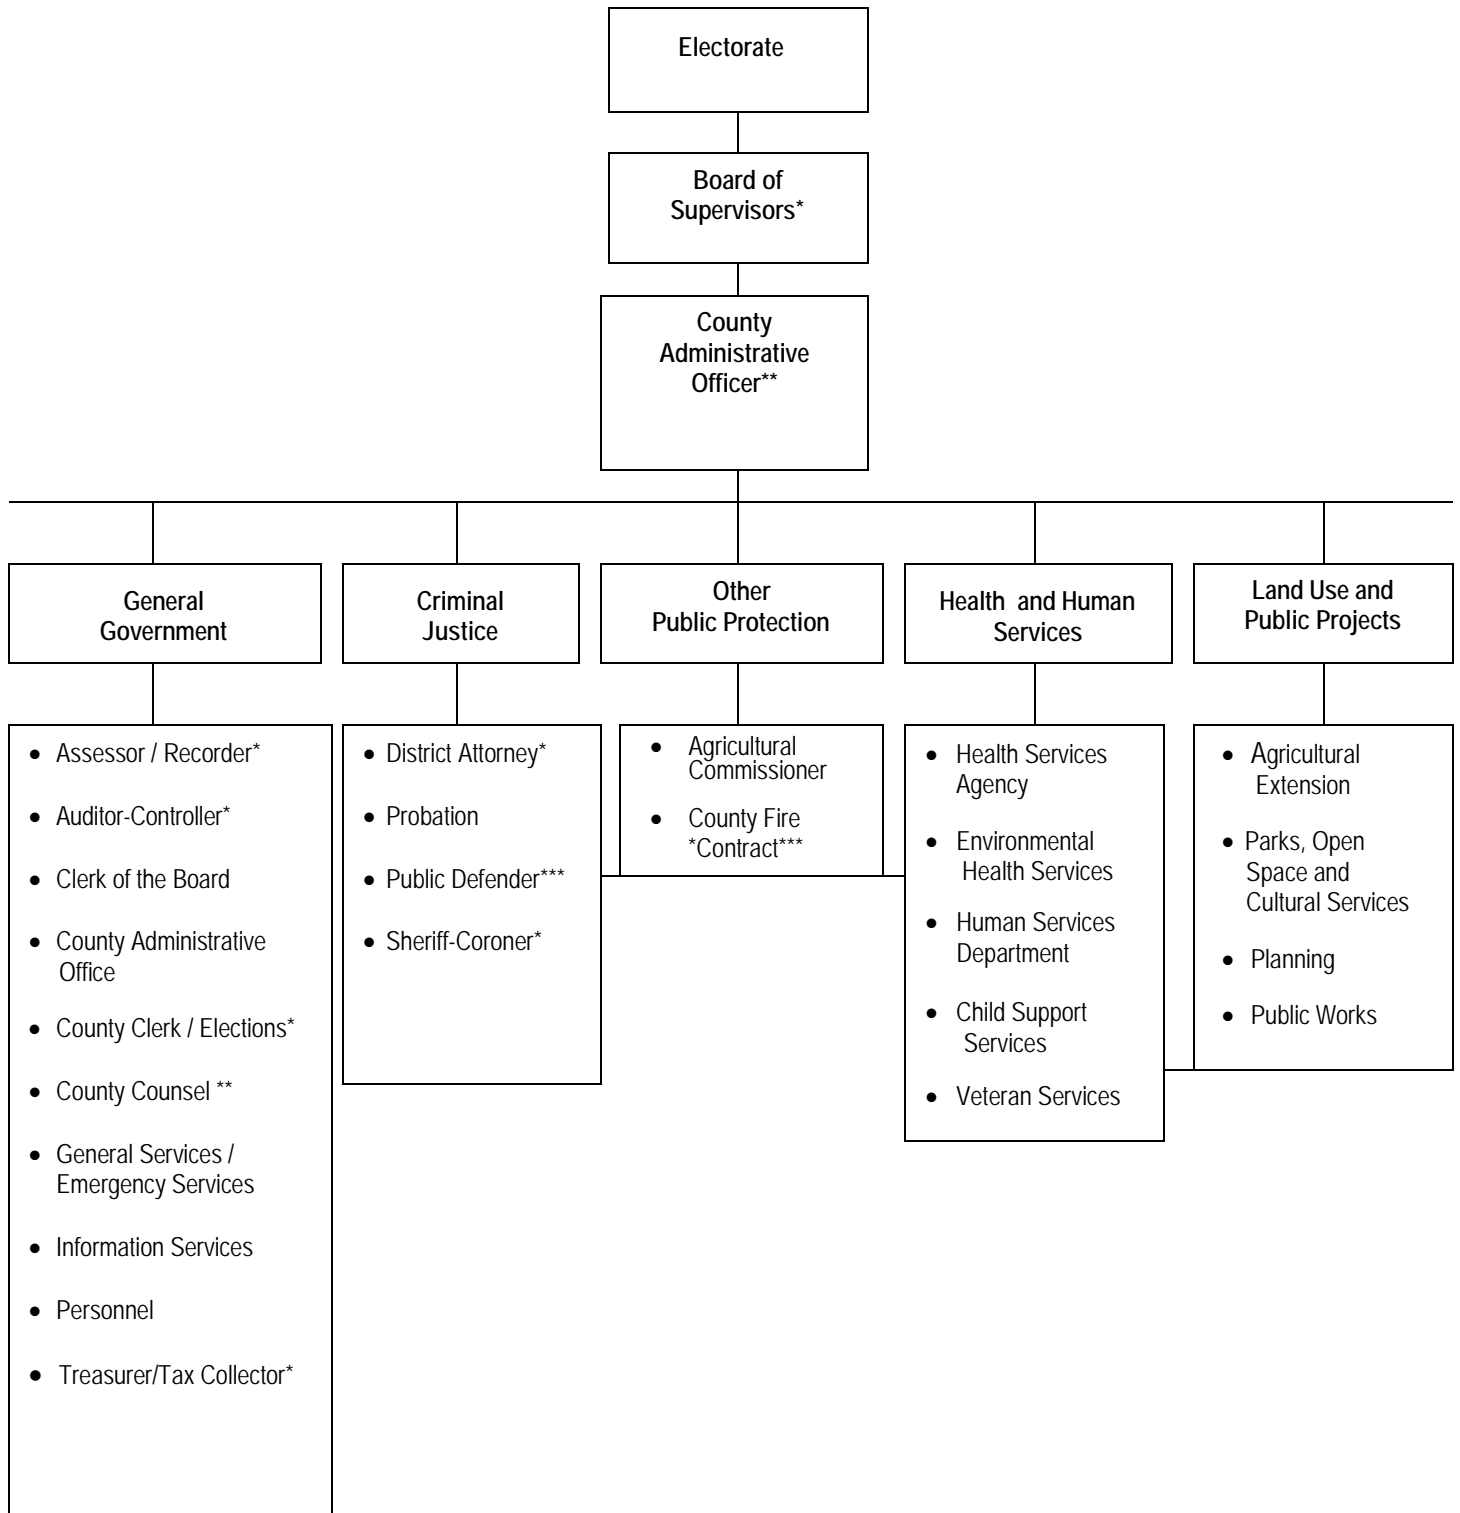 Electorate
Board of
Supervisors*
County
Administrative
Officer**
General
Government
Criminal
Justice
Other
Public Protection
Health and Human
Services
Land Use and
Public Projects
• Assessor / Recorder*
• Auditor-Controller*
• Clerk of the Board
• County Administrative
Office
• County Clerk / Elections*
• County Counsel **
• General Services /
Emergency Services
• Information Services
• Personnel
• Treasurer/Tax Collector*
• District Attorney*
• Probation
• Public Defender***
• Sheriff-Coroner*
• Agricultural
Commissioner
• County Fire
*Contract***
• Health Services
Agency
• Environmental
Health Services
• Human Services
Department
• Child Support
Services
• Veteran Services
• Agricultural
Extension
• Parks, Open
Space and
Cultural Services
• Planning
• Public Works